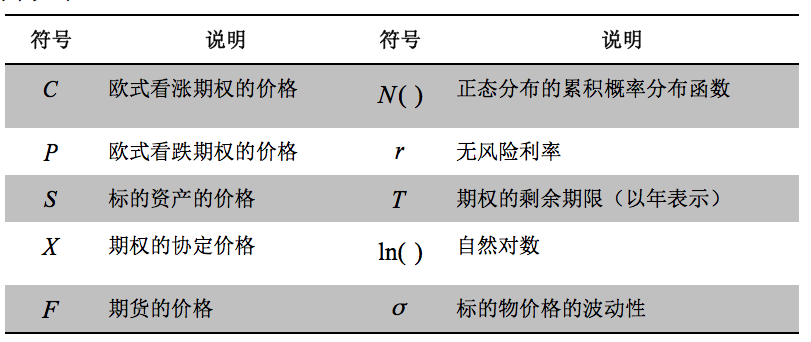 符号 说明 符号 说明
C 欧式看涨期权的价格 N( ) 正态分布的累积概率分布函数
P 欧式看跌期权的价格 r 无风险利率
S 标的资产的价格 T 期权的剩余期限（以年表示）
X 期权的协定价格 ln( ) 自然对数
F 期货的价格 σ 标的物价格的波动性